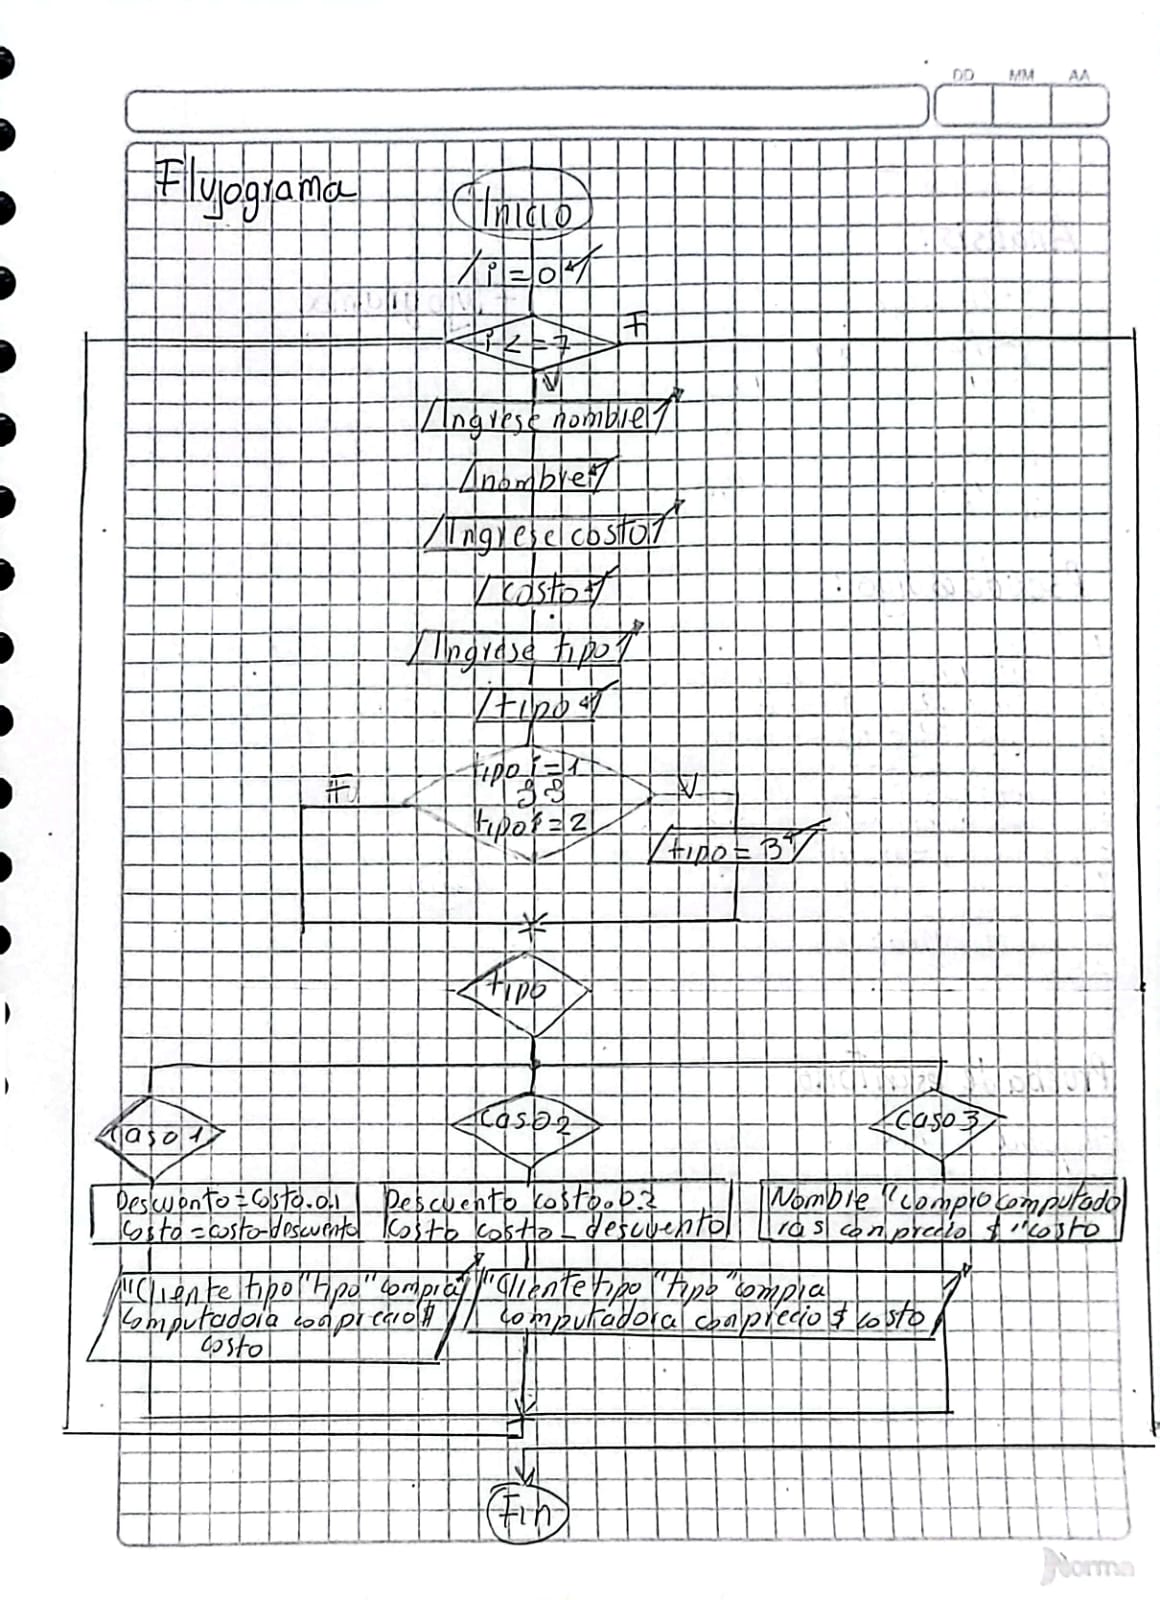 DD MM AA
Flujograma
Inicio
i = 0
i <= 7
F
V
Ingrese nombre
nombre
Ingrese costo
costo
Ingrese tipo
tipo
F
tipo i=1
&&
tipo i=2
V
tipo = 3
tipo
Caso 1
Caso 2
Caso 3
Descuonto = Costo.0.1
Costo = costo-descuento
Descuento costo.0.2
Costo costo _ descuento
Nombre "compro computado
ras con precio $ "costo
"Cliente tipo "tipo" compra
Computadora con precio $
costo
"Cliente tipo "tipo" compra
computadora con precio $ costo
Fin
Norma